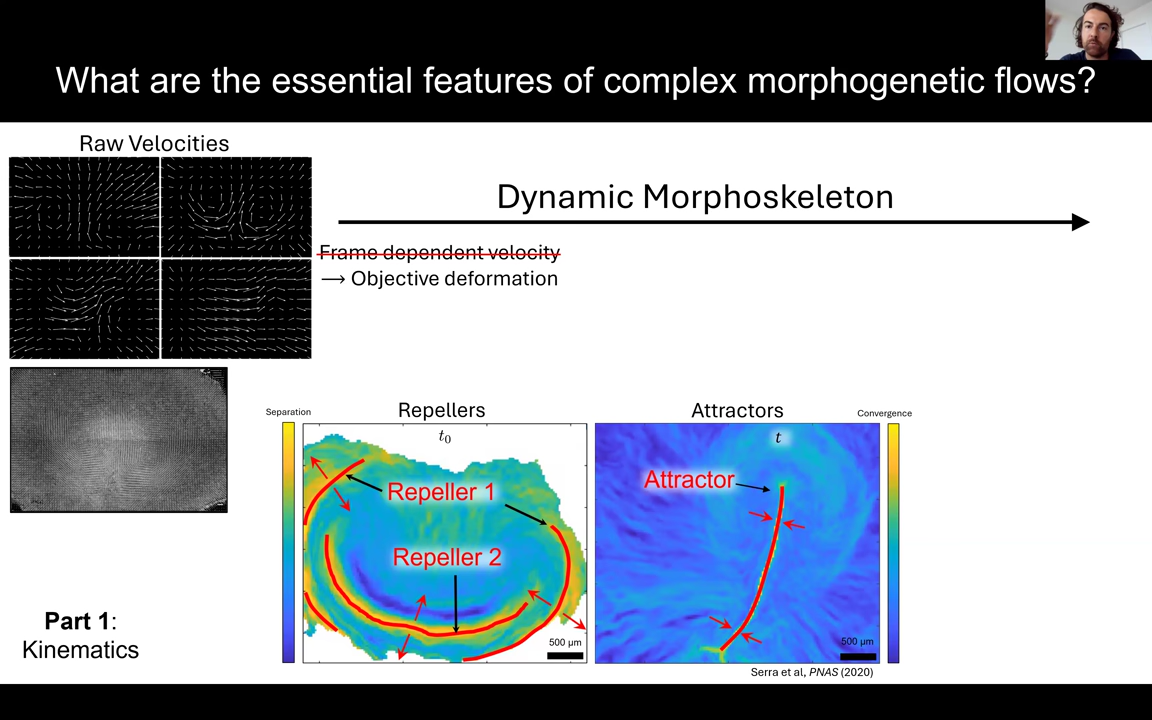 What are the essential features of complex morphogenetic flows?
Raw Velocities
Dynamic Morphoskeleton
Frame dependent velocity
→ Objective deformation
Separation
Repellers
Attractors
Convergence
t₀
t
Attractor
Repeller 1
Repeller 2
Part 1:
Kinematics
500 μm
500 μm
Serra et al, PNAS (2020)